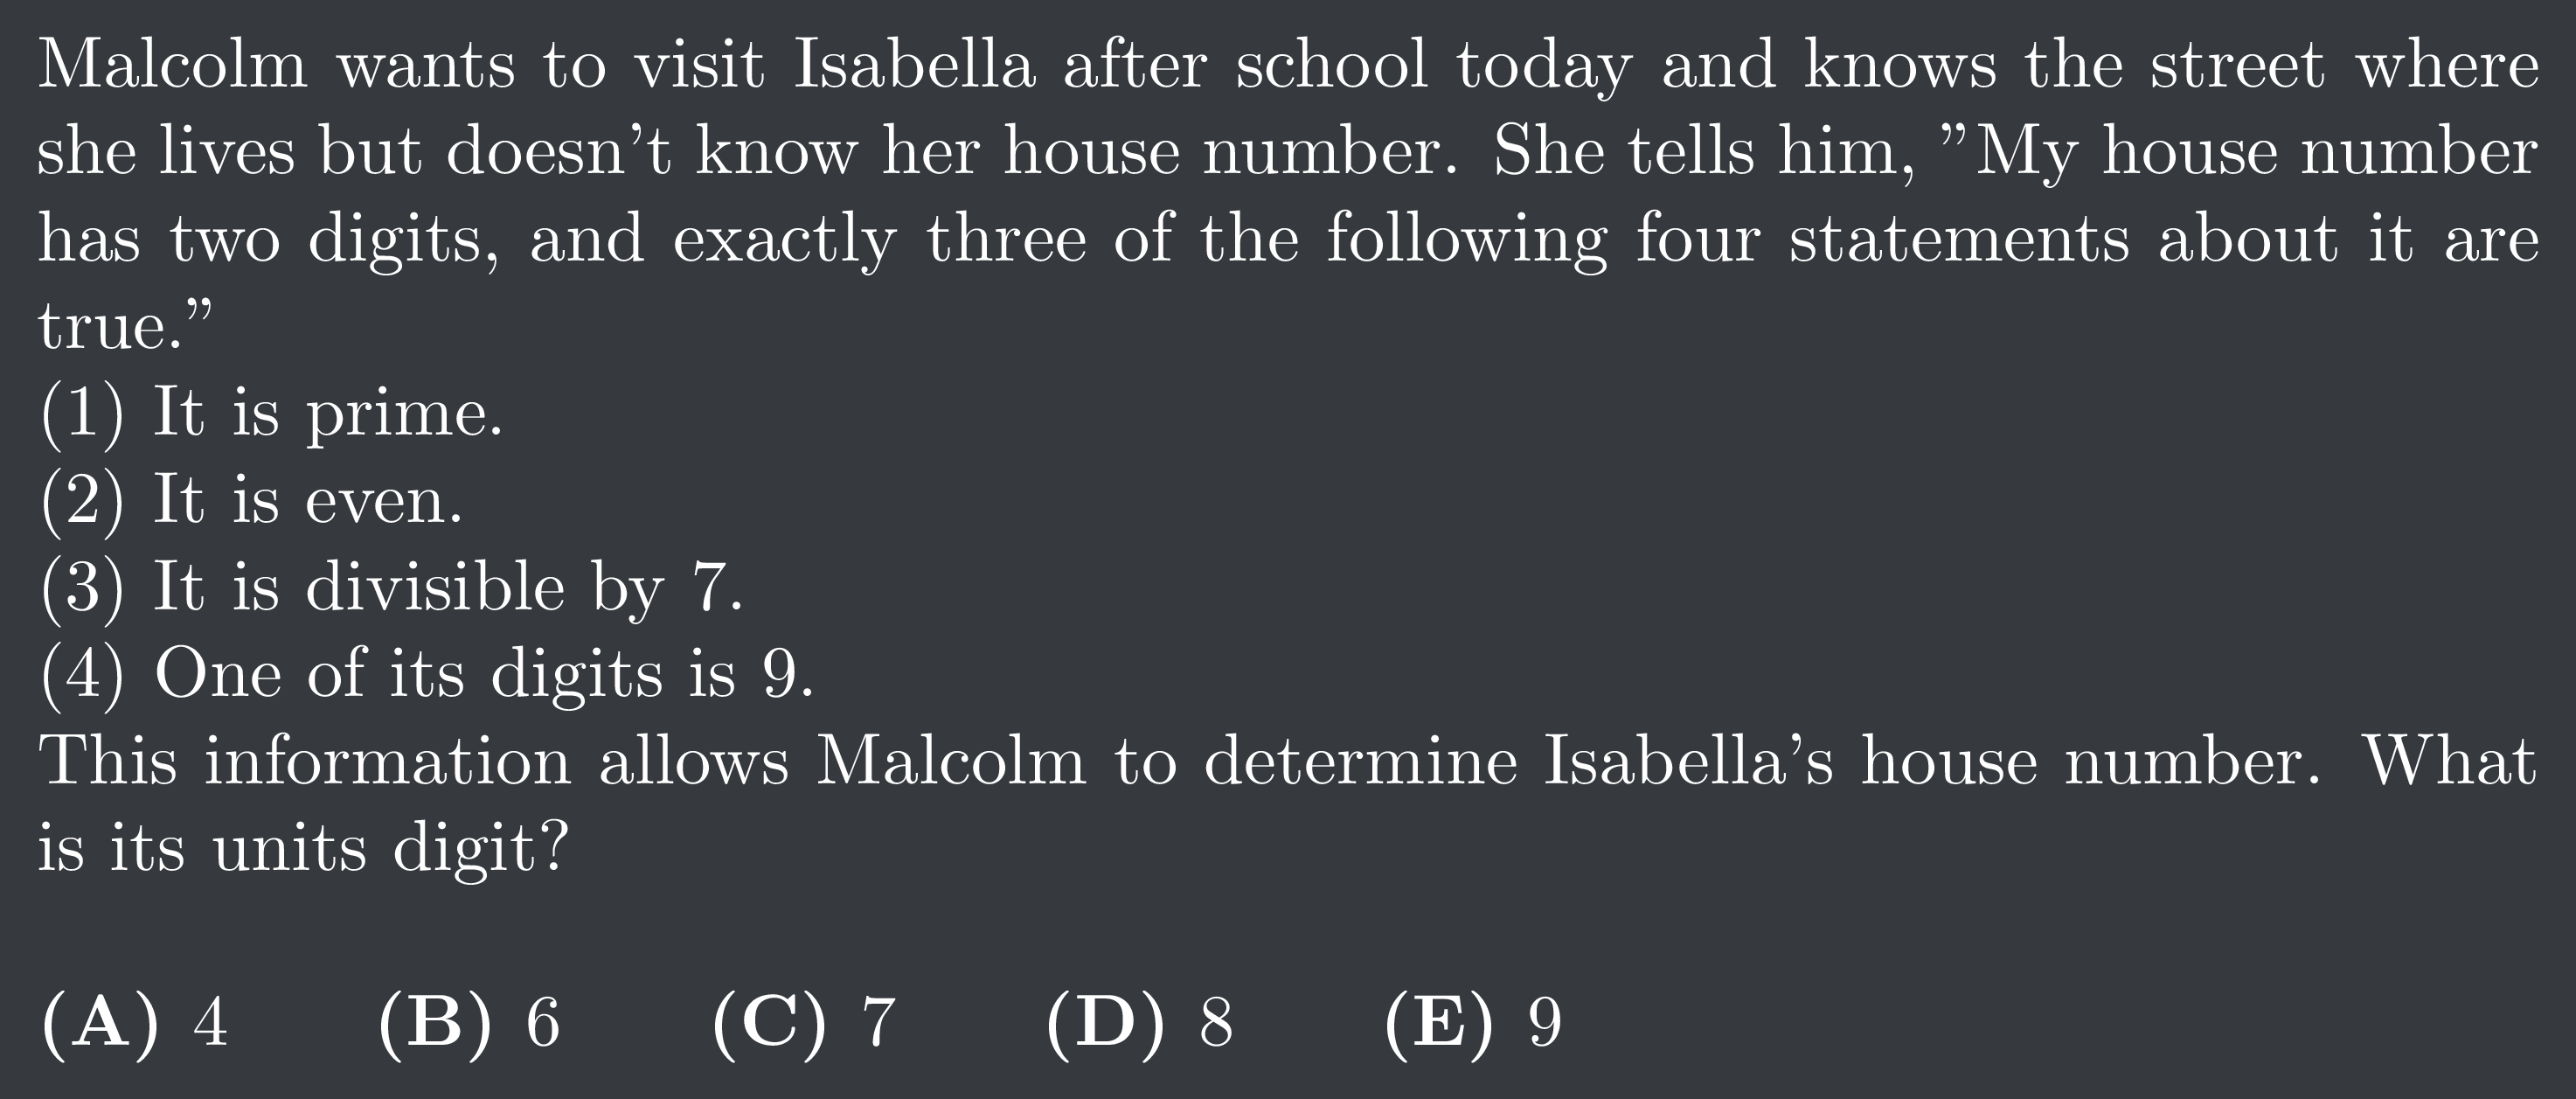 Malcolm wants to visit Isabella after school today and knows the street where
she lives but doesn't know her house number. She tells him, ”My house number
has two digits, and exactly three of the following four statements about it are
true.”
(1) It is prime.
(2) It is even.
(3) It is divisible by 7.
(4) One of its digits is 9.
This information allows Malcolm to determine Isabella's house number. What
is its units digit?
(A) 4 (B) 6 (C) 7 (D) 8 (E) 9